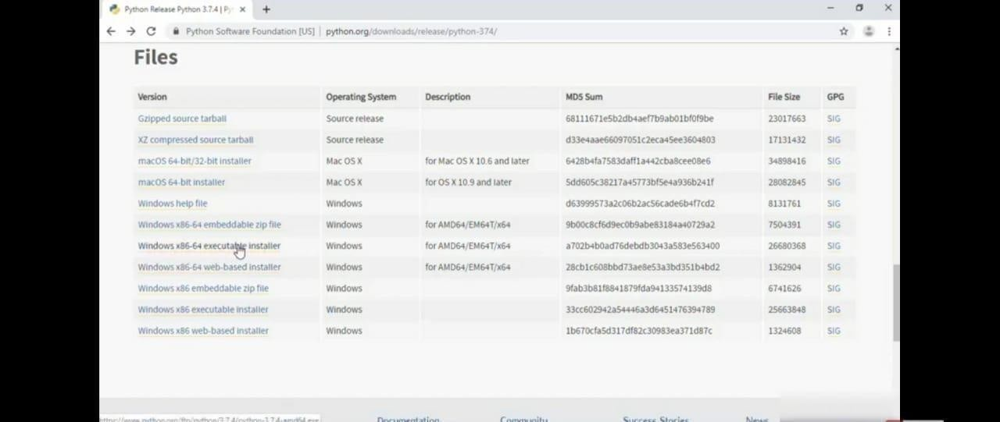 Python Release Python 3.7.4 | Py
Python Software Foundation [US] | python.org/downloads/release/python-374/
Files
Version Operating System Description MD5 Sum File Size GPG
Gzipped source tarball Source release 68111671e5b2db4aef7b9ab01bf0f9be 23017663 SIG
XZ compressed source tarball Source release d33e4aae66097051c2eca45ee3604803 17131432 SIG
macOS 64-bit/32-bit installer Mac OS X for Mac OS X 10.6 and later 6428b4fa7583daff1a442cba8cee08e6 34898416 SIG
macOS 64-bit installer Mac OS X for OS X 10.9 and later 5dd605c38217a45773bf5e4a936b241f 28082845 SIG
Windows help file Windows d63999573a2c06b2ac56cade6b4f7cd2 8131761 SIG
Windows x86-64 embeddable zip file Windows for AMD64/EM64T/x64 9b00c8cf6d9ec0b9abe83184a40729a2 7504391 SIG
Windows x86-64 executable installer Windows for AMD64/EM64T/x64 a702b4b0ad76debdb3043a583e563400 26680368 SIG
Windows x86-64 web-based installer Windows for AMD64/EM64T/x64 28cb1c608bbd73ae8e53a3bd351b4bd2 1362904 SIG
Windows x86 embeddable zip file Windows 9fab3b81f8841879fda94133574139d8 6741626 SIG
Windows x86 executable installer Windows 33cc602942a54446a3d6451476394789 25663848 SIG
Windows x86 web-based installer Windows 1b670cfa5d317df82c30983ea371d87c 1324608 SIG
https://www.python.org/ftp/python/3.7.4/python-3.7.4-amd64.exe Documentation Community Success Stories News